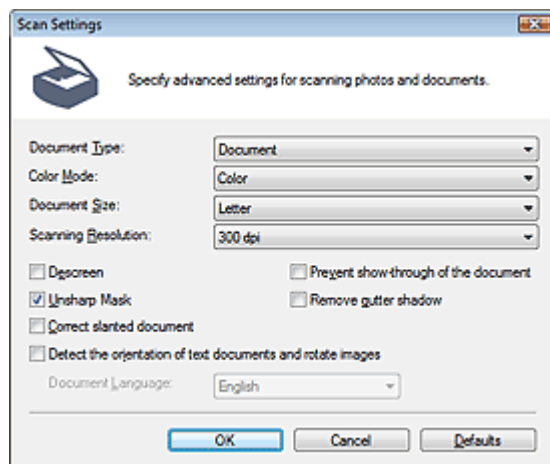 Scan Settings
Specify advanced settings for scanning photos and documents.
Document Type: Document
Color Mode: Color
Document Size: Letter
Scanning Resolution: 300 dpi
Descreen Prevent show-through of the document
Unsharp Mask Remove gutter shadow
Correct slanted document
Detect the orientation of text documents and rotate images
Document Language: English
OK Cancel Defaults